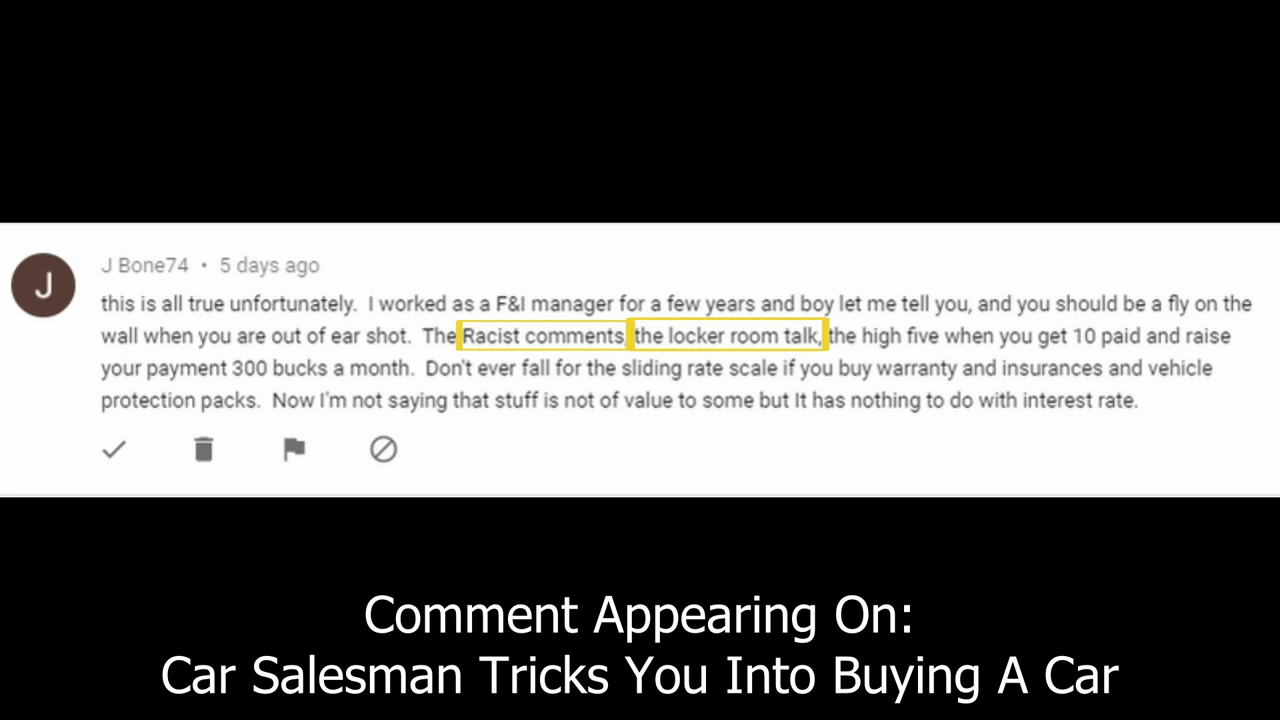 J
J Bone74 • 5 days ago
this is all true unfortunately. I worked as a F&I manager for a few years and boy let me tell you, and you should be a fly on the
wall when you are out of ear shot. The Racist comments, the locker room talk, the high five when you get 10 paid and raise
your payment 300 bucks a month. Don't ever fall for the sliding rate scale if you buy warranty and insurances and vehicle
protection packs. Now I'm not saying that stuff is not of value to some but It has nothing to do with interest rate.
Comment Appearing On:
Car Salesman Tricks You Into Buying A Car